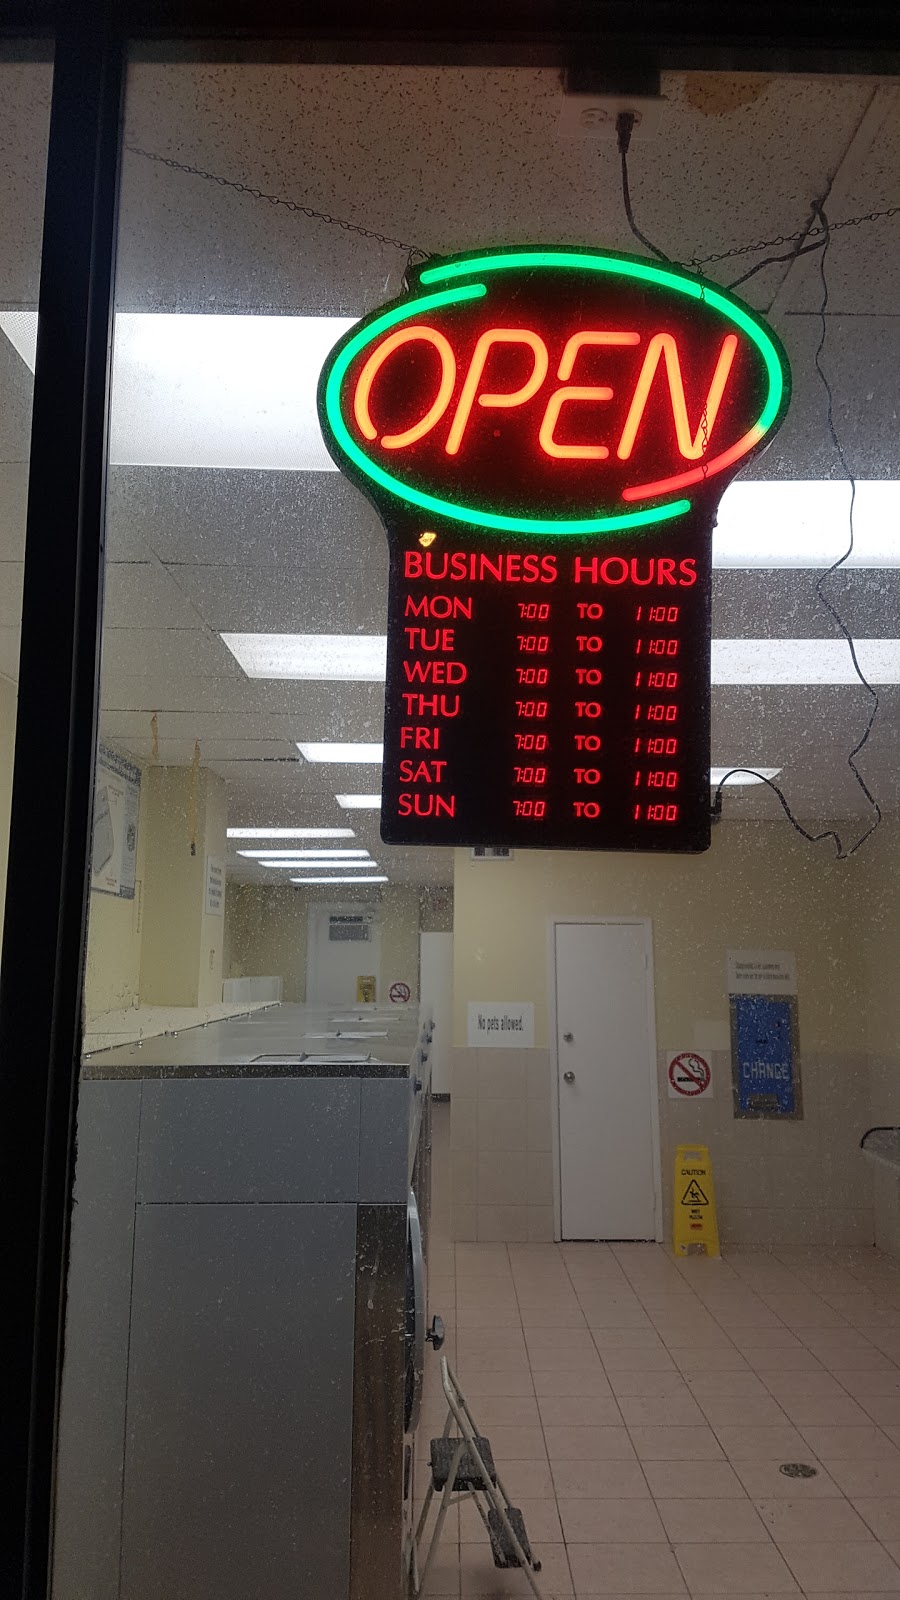 OPEN
BUSINESS HOURS
MON 7:00 TO 11:00
TUE 7:00 TO 11:00
WED 7:00 TO 11:00
THU 7:00 TO 11:00
FRI 7:00 TO 11:00
SAT 7:00 TO 11:00
SUN 7:00 TO 11:00
No pets allowed.
CHANGE
CAUTION
WET
FLOOR